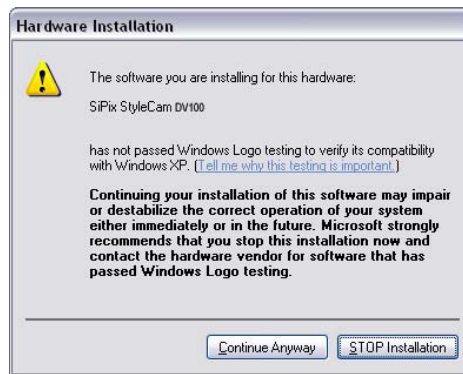 Hardware Installation
The software you are installing for this hardware:
SiPix StyleCam DV100
has not passed Windows Logo testing to verify its compatibility
with Windows XP. (Tell me why this testing is important.)
Continuing your installation of this software may impair
or destabilize the correct operation of your system
either immediately or in the future. Microsoft strongly
recommends that you stop this installation now and
contact the hardware vendor for software that has
passed Windows Logo testing.
Continue Anyway
STOP Installation